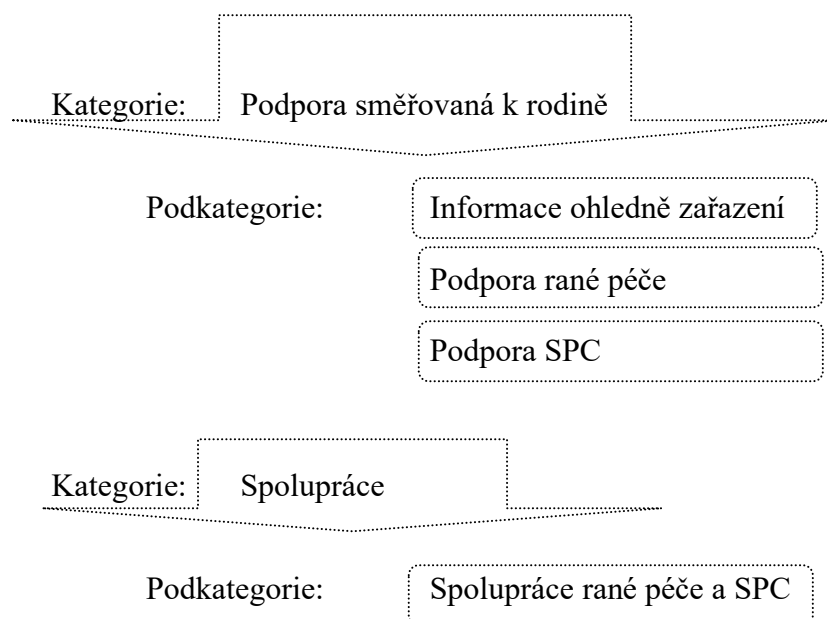 Kategorie: Podpora směřovaná k rodině
Podkategorie: Informace ohledně zařazení
Podpora rané péče
Podpora SPC
Kategorie: Spolupráce
Podkategorie: Spolupráce rané péče a SPC